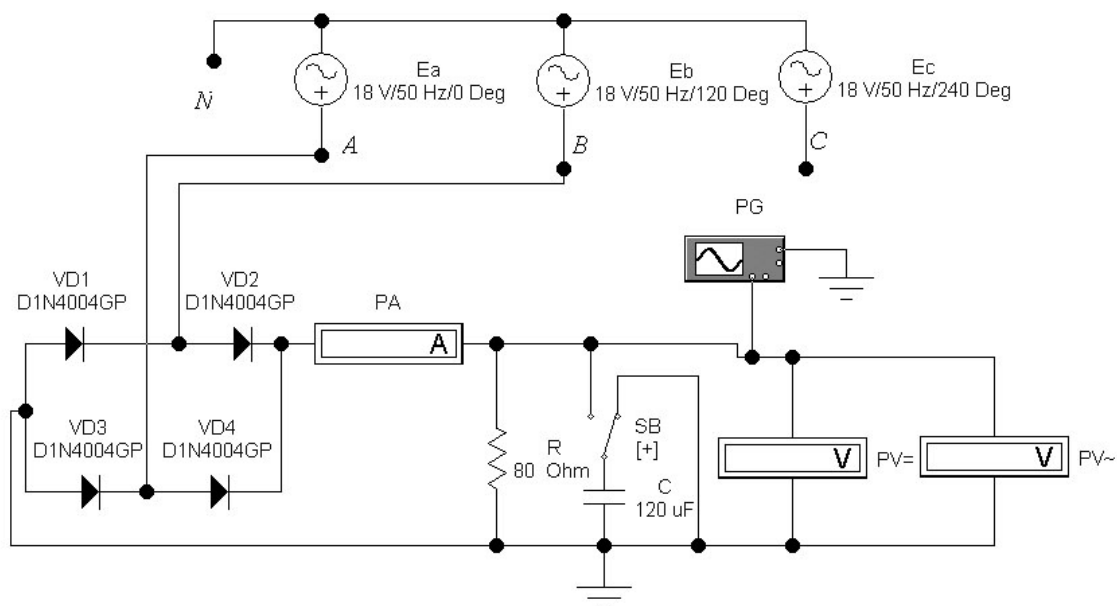 Ea
18 V/50 Hz/0 Deg
Eb
18 V/50 Hz/120 Deg
Ec
18 V/50 Hz/240 Deg
N
A
B
C
PG
VD1
D1N4004GP
VD2
D1N4004GP
PA
A
VD3
D1N4004GP
VD4
D1N4004GP
R
80 Ohm
SB
[+]
C
120 uF
V
PV=
V
PV~